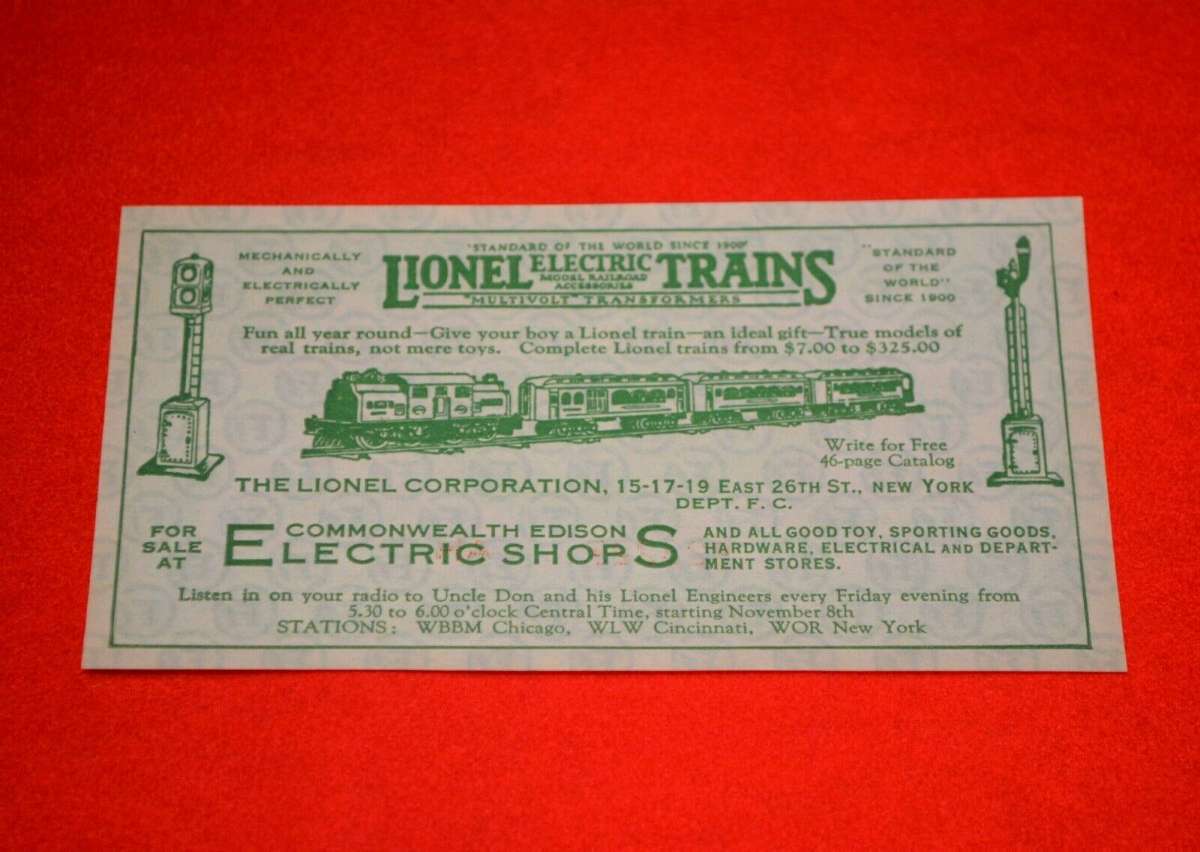 MECHANICALLY
AND
ELECTRICALLY
PERFECT
"STANDARD OF THE WORLD SINCE 1900"
LIONEL ELECTRIC TRAINS
MODEL RAILROAD
ACCESSORIES
"MULTIVOLT" TRANSFORMERS
"STANDARD
OF THE
WORLD"
SINCE 1900
Fun all year round—Give your boy a Lionel train—an ideal gift—True models of
real trains, not mere toys. Complete Lionel trains from $7.00 to $325.00
Write for Free
46-page Catalog
THE LIONEL CORPORATION, 15-17-19 EAST 26TH ST., NEW YORK
DEPT. F. C.
FOR
SALE
AT
COMMONWEALTH EDISON
ELECTRIC SHOPS
AND ALL GOOD TOY, SPORTING GOODS,
HARDWARE, ELECTRICAL AND DEPART-
MENT STORES.
Listen in on your radio to Uncle Don and his Lionel Engineers every Friday evening from
5.30 to 6.00 o'clock Central Time, starting November 8th
STATIONS: WBBM Chicago, WLW Cincinnati, WOR New York